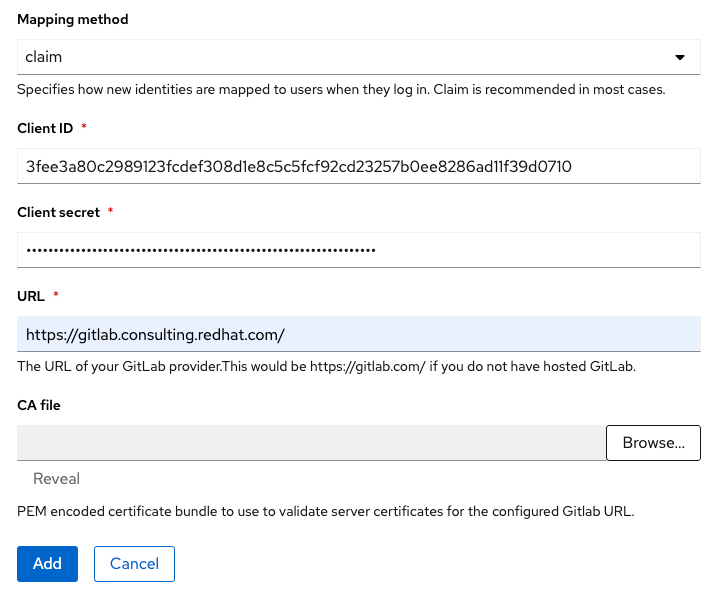 Mapping method
claim
Specifies how new identities are mapped to users when they log in. Claim is recommended in most cases.
Client ID *
3fee3a80c2989123fcdef308d1e8c5c5fcf92cd23257b0ee8286ad11f39d0710
Client secret *
••••••••••••••••••••••••••••••••••••••••••••••••••••••••••••••••
URL *
https://gitlab.consulting.redhat.com/
The URL of your GitLab provider.This would be https://gitlab.com/ if you do not have hosted GitLab.
CA file
Browse...
Reveal
PEM encoded certificate bundle to use to validate server certificates for the configured Gitlab URL.
Add Cancel